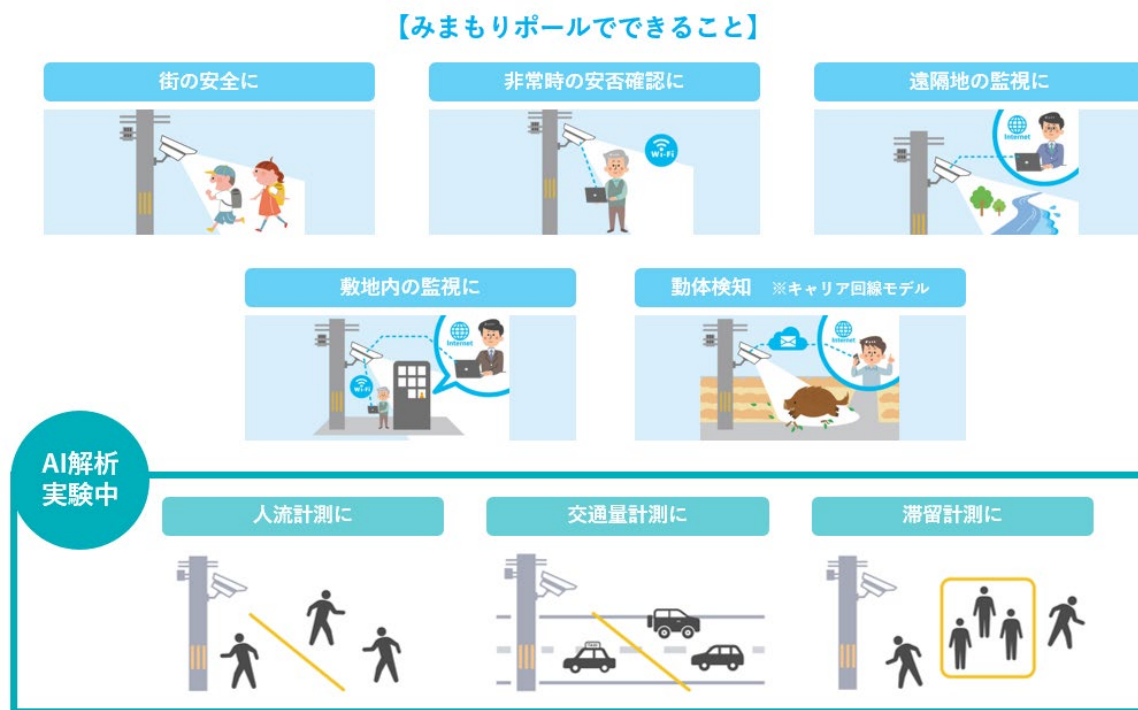 【みまもりポールでできること】
街の安全に
非常時の安否確認に
遠隔地の監視に
Wi-Fi
Internet
敷地内の監視に
動体検知 ※キャリア回線モデル
Internet
Wi-Fi
Internet
AI解析
実験中
人流計測に
交通量計測に
滞留計測に
TAXI